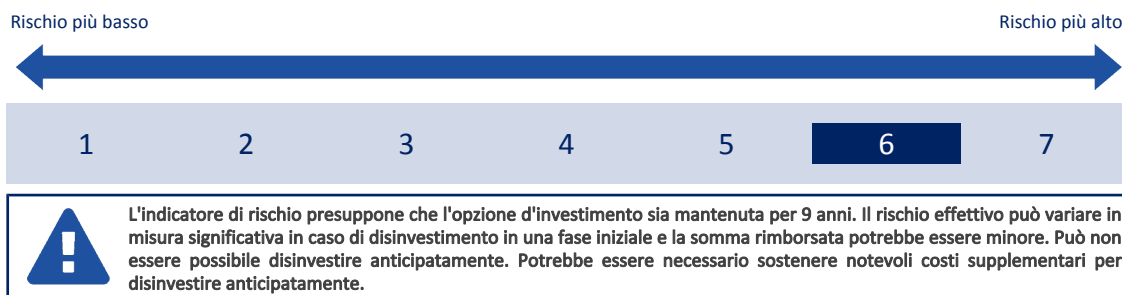 Rischio più basso Rischio più alto
1 2 3 4 5 6 7
L'indicatore di rischio presuppone che l'opzione d'investimento sia mantenuta per 9 anni. Il rischio effettivo può variare in
misura significativa in caso di disinvestimento in una fase iniziale e la somma rimborsata potrebbe essere minore. Può non
essere possibile disinvestire anticipatamente. Potrebbe essere necessario sostenere notevoli costi supplementari per
disinvestire anticipatamente.